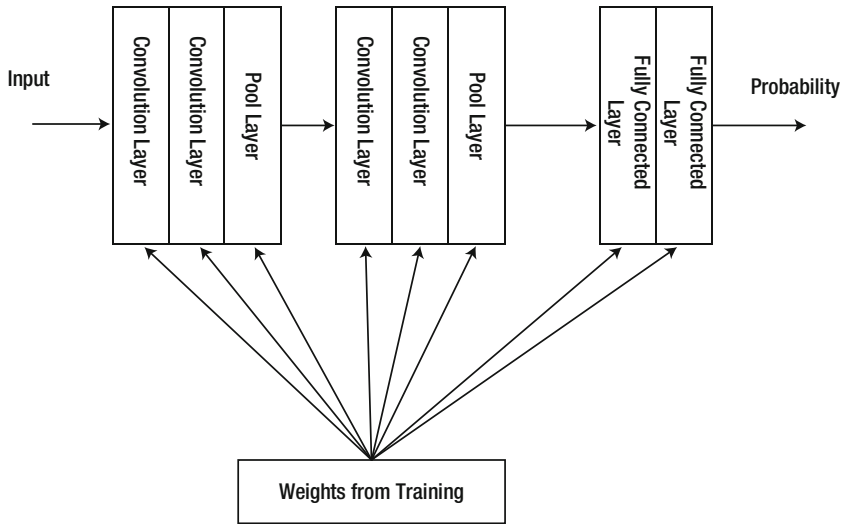 Input
Convolution Layer
Convolution Layer
Pool Layer
Convolution Layer
Convolution Layer
Pool Layer
Fully Connected
Layer
Fully Connected
Layer
Probability
Weights from Training